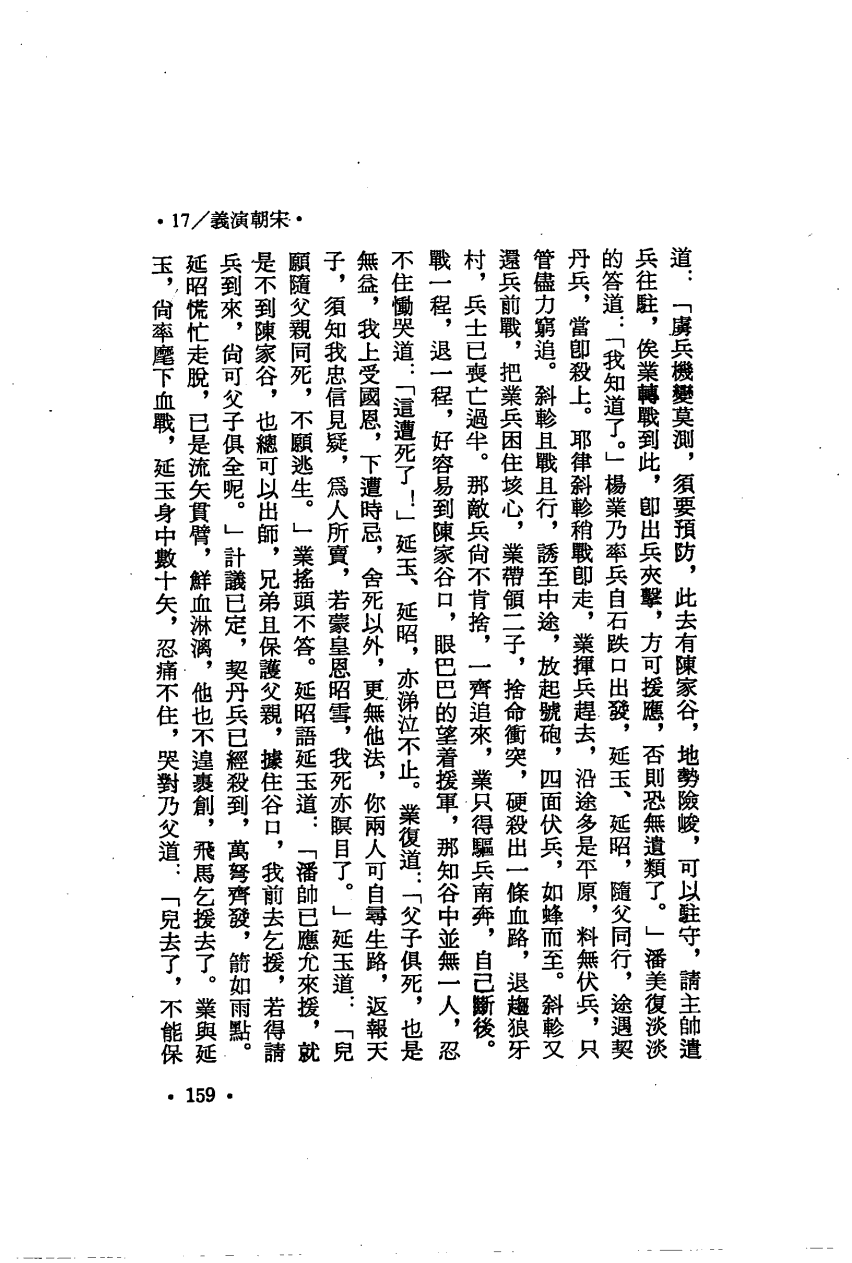 •17／義演朝宋•
道：「虜兵機變莫測，須要預防，此去有陳家谷，地勢險峻，可以駐守，請主帥遣
兵往駐，俟業轉戰到此，卽出兵夾擊，方可援應，否則恐無遺類了。」潘美復淡淡
的答道：「我知道了。」楊業乃率兵自石跌口出發，延玉、延昭，隨父同行，途遇契
丹兵，當卽殺上。耶律斜軫稍戰卽走，業揮兵趕去，沿途多是平原，料無伏兵，只
管儘力窮追。斜軫且戰且行，誘至中途，放起號砲，四面伏兵，如蜂而至。斜軫又
還兵前戰，把業兵困住垓心，業帶領二子，捨命衝突，硬殺出一條血路，退趨狼牙
村，兵士已喪亡過半。那敵兵尙不肯捨，一齊追來，業只得驅兵南奔，自己斷後。
戰一程，退一程，好容易到陳家谷口，眼巴巴的望着援軍，那知谷中並無一人，忍
不住慟哭道：「這遭死了！」延玉、延昭，亦涕泣不止。業復道：「父子俱死，也是
無益，我上受國恩，下遭時忌，舍死以外，更無他法，你兩人可自尋生路，返報天
子，須知我忠信見疑，爲人所賣，若蒙皇恩昭雪，我死亦瞑目了。」延玉道：「兒
願隨父親同死，不願逃生。」業搖頭不答。延昭語延玉道：「潘帥已應允來援，就
是不到陳家谷，也總可以出師，兄弟且保護父親，據住谷口，我前去乞援，若得請
兵到來，尙可父子俱全呢。」計議已定，契丹兵已經殺到，萬弩齊發，箭如雨點。
延昭慌忙走脫，已是流矢貫臂，鮮血淋漓，他也不遑裹創，飛馬乞援去了。業與延
玉，尙率麾下血戰，延玉身中數十矢，忍痛不住，哭對乃父道：「兒去了，不能保
•159•